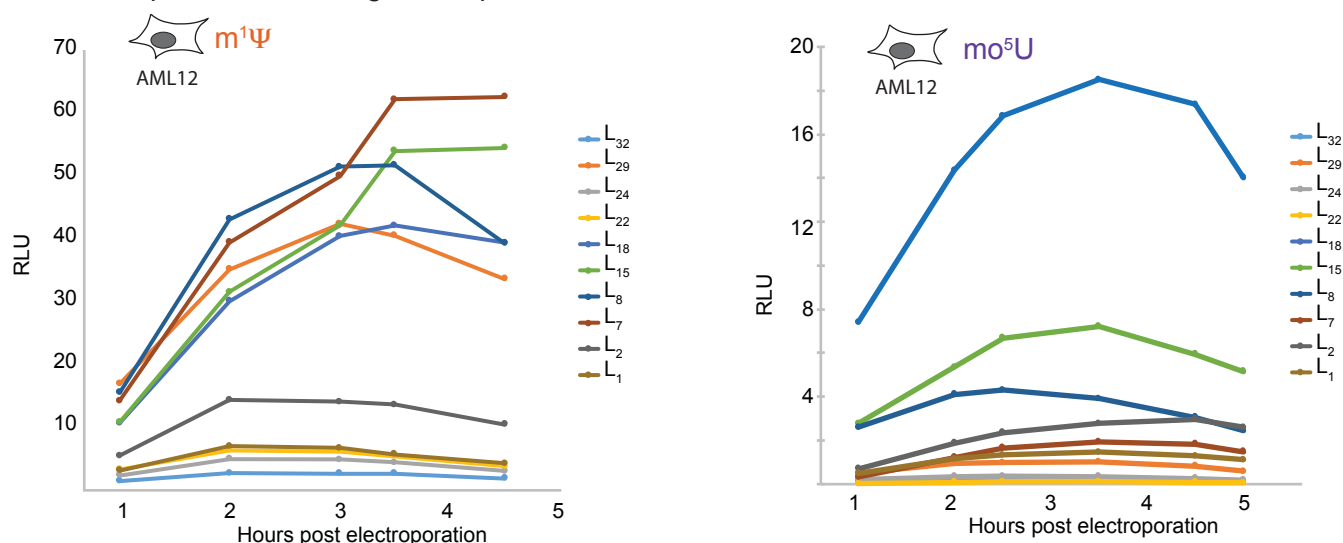 m¹Ψ
AML12
RLU
70
60
50
40
30
20
10
1 2 3 4 5
Hours post electroporation
L₃₂
L₂₉
L₂₄
L₂₂
L₁₈
L₁₅
L₈
L₇
L₂
L₁
mo⁵U
AML12
RLU
20
16
12
8
4
1 2 3 4 5
Hours post electroporation
L₃₂
L₂₉
L₂₄
L₂₂
L₁₈
L₁₅
L₈
L₇
L₂
L₁